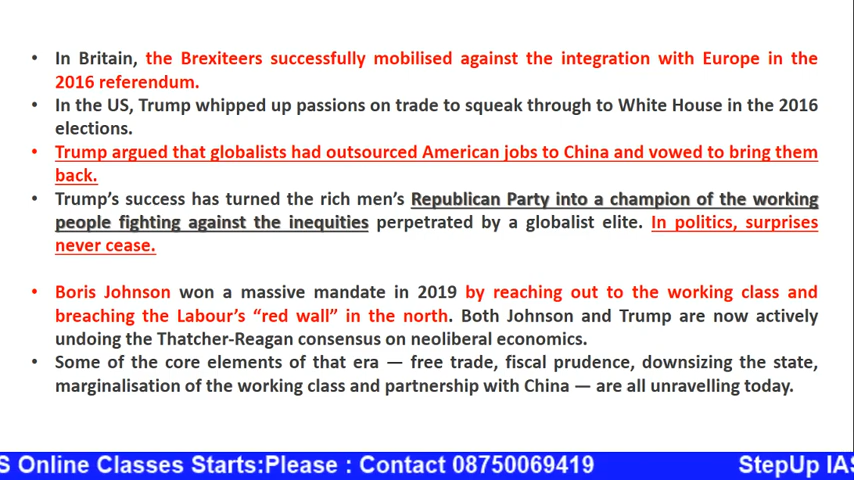 • In Britain, the Brexiteers successfully mobilised against the integration with Europe in the
2016 referendum.
• In the US, Trump whipped up passions on trade to squeak through to White House in the 2016
elections.
• Trump argued that globalists had outsourced American jobs to China and vowed to bring them
back.
• Trump’s success has turned the rich men’s Republican Party into a champion of the working
people fighting against the inequities perpetrated by a globalist elite. In politics, surprises
never cease.
• Boris Johnson won a massive mandate in 2019 by reaching out to the working class and
breaching the Labour’s “red wall” in the north. Both Johnson and Trump are now actively
undoing the Thatcher-Reagan consensus on neoliberal economics.
• Some of the core elements of that era — free trade, fiscal prudence, downsizing the state,
marginalisation of the working class and partnership with China — are all unravelling today.
S Online Classes Starts:Please : Contact 08750069419 StepUp IAS